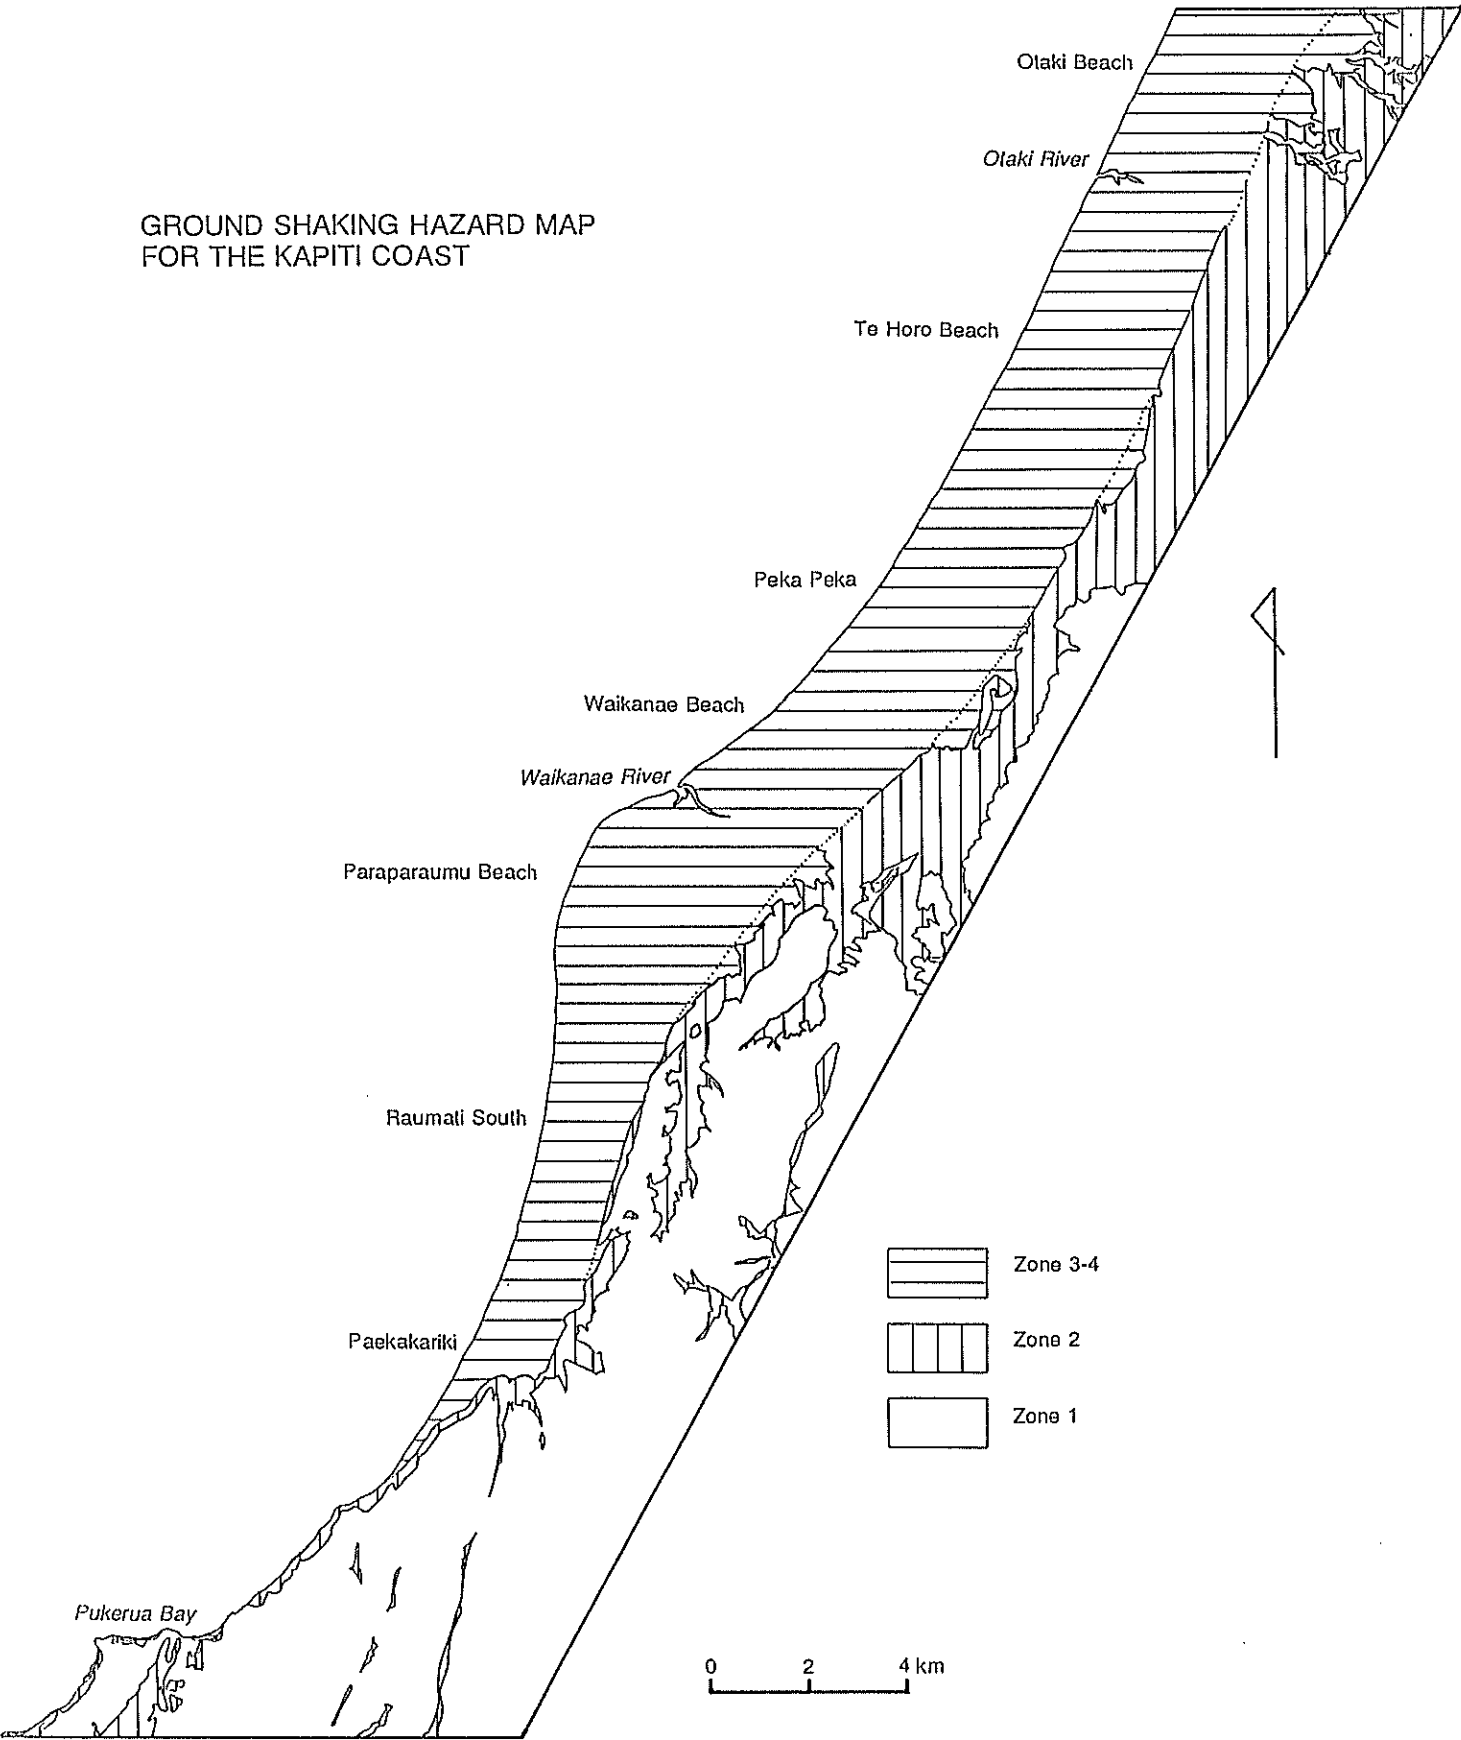 GROUND SHAKING HAZARD MAP
FOR THE KAPITI COAST
Otaki Beach
Otaki River
Te Horo Beach
Peka Peka
Waikanae Beach
Waikanae River
Paraparaumu Beach
Raumati South
Paekakariki
Pukerua Bay
Zone 3-4
Zone 2
Zone 1
0 2 4 km